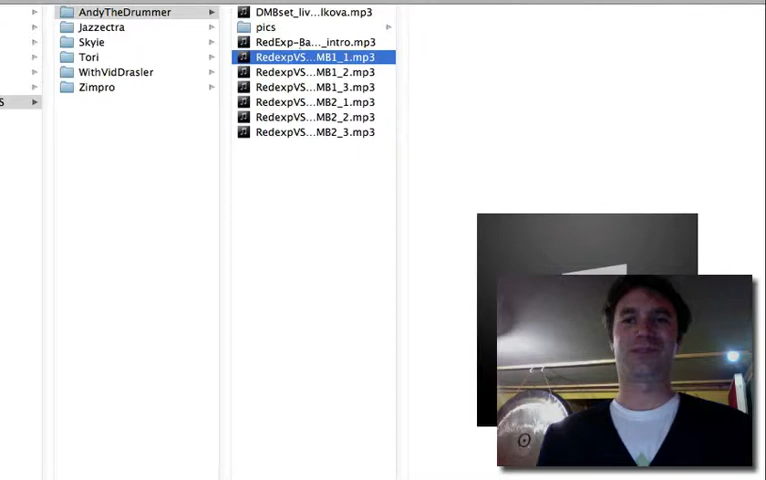 AndyTheDrummer
Jazzectra
Skyie
Tori
WithVidDrasler
Zimpro
S
DMBset_liv...lkova.mp3
pics
RedExp-Ba..._intro.mp3
RedexpVS...MB1_1.mp3
RedexpVS...MB1_2.mp3
RedexpVS...MB1_3.mp3
RedexpVS...MB2_1.mp3
RedexpVS...MB2_2.mp3
RedexpVS...MB2_3.mp3